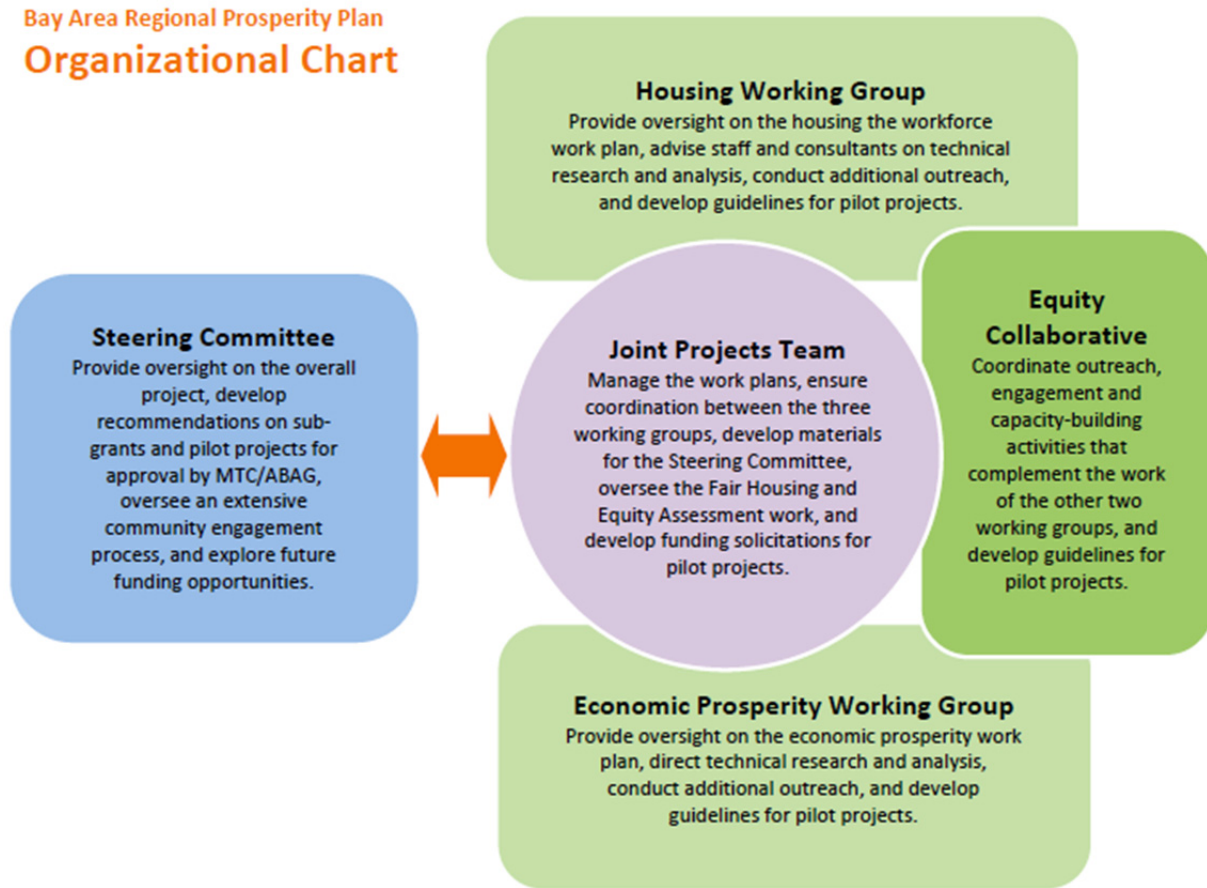 Bay Area Regional Prosperity Plan
Organizational Chart
Housing Working Group
Provide oversight on the housing the workforce
work plan, advise staff and consultants on technical
research and analysis, conduct additional outreach,
and develop guidelines for pilot projects.
Steering Committee
Provide oversight on the overall
project, develop
recommendations on sub-
grants and pilot projects for
approval by MTC/ABAG,
oversee an extensive
community engagement
process, and explore future
funding opportunities.
Joint Projects Team
Manage the work plans, ensure
coordination between the three
working groups, develop materials
for the Steering Committee,
oversee the Fair Housing and
Equity Assessment work, and
develop funding solicitations for
pilot projects.
Equity
Collaborative
Coordinate outreach,
engagement and
capacity-building
activities that
complement the work
of the other two
working groups, and
develop guidelines for
pilot projects.
Economic Prosperity Working Group
Provide oversight on the economic prosperity work
plan, direct technical research and analysis,
conduct additional outreach, and develop
guidelines for pilot projects.